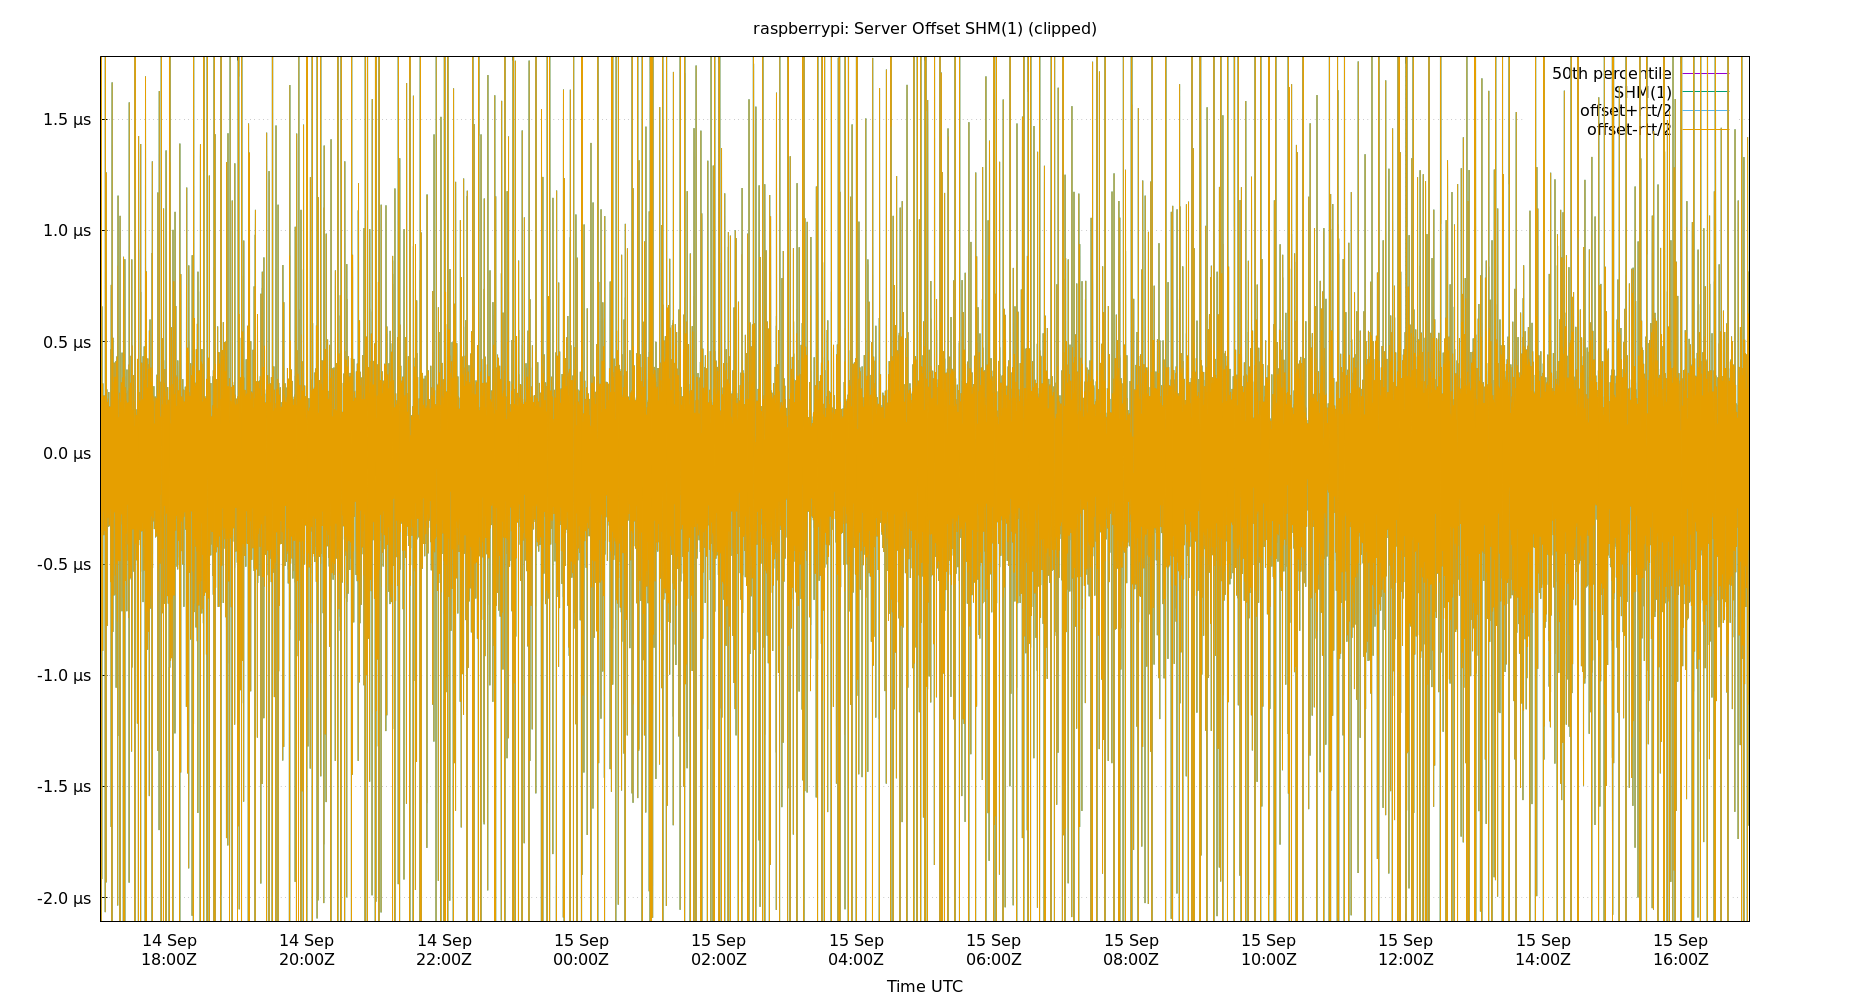 raspberrypi: Server Offset SHM(1) (clipped)
50th percentile
SHM(1)
offset+rtt/2
offset-rtt/2
1.5 µs
1.0 µs
0.5 µs
0.0 µs
-0.5 µs
-1.0 µs
-1.5 µs
-2.0 µs
14 Sep 14 Sep 14 Sep 15 Sep 15 Sep 15 Sep 15 Sep 15 Sep 15 Sep 15 Sep 15 Sep 15 Sep
18:00Z 20:00Z 22:00Z 00:00Z 02:00Z 04:00Z 06:00Z 08:00Z 10:00Z 12:00Z 14:00Z 16:00Z
Time UTC